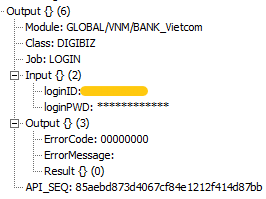 Output {} (6)
Module: GLOBAL/VNM/BANK_Vietcom
Class: DIGIBIZ
Job: LOGIN
Input {} (2)
loginID:
loginPWD: ************
Output {} (3)
ErrorCode: 00000000
ErrorMessage:
Result {} (0)
API_SEQ: 85aebd873d4067cf84e1212f414d87bb